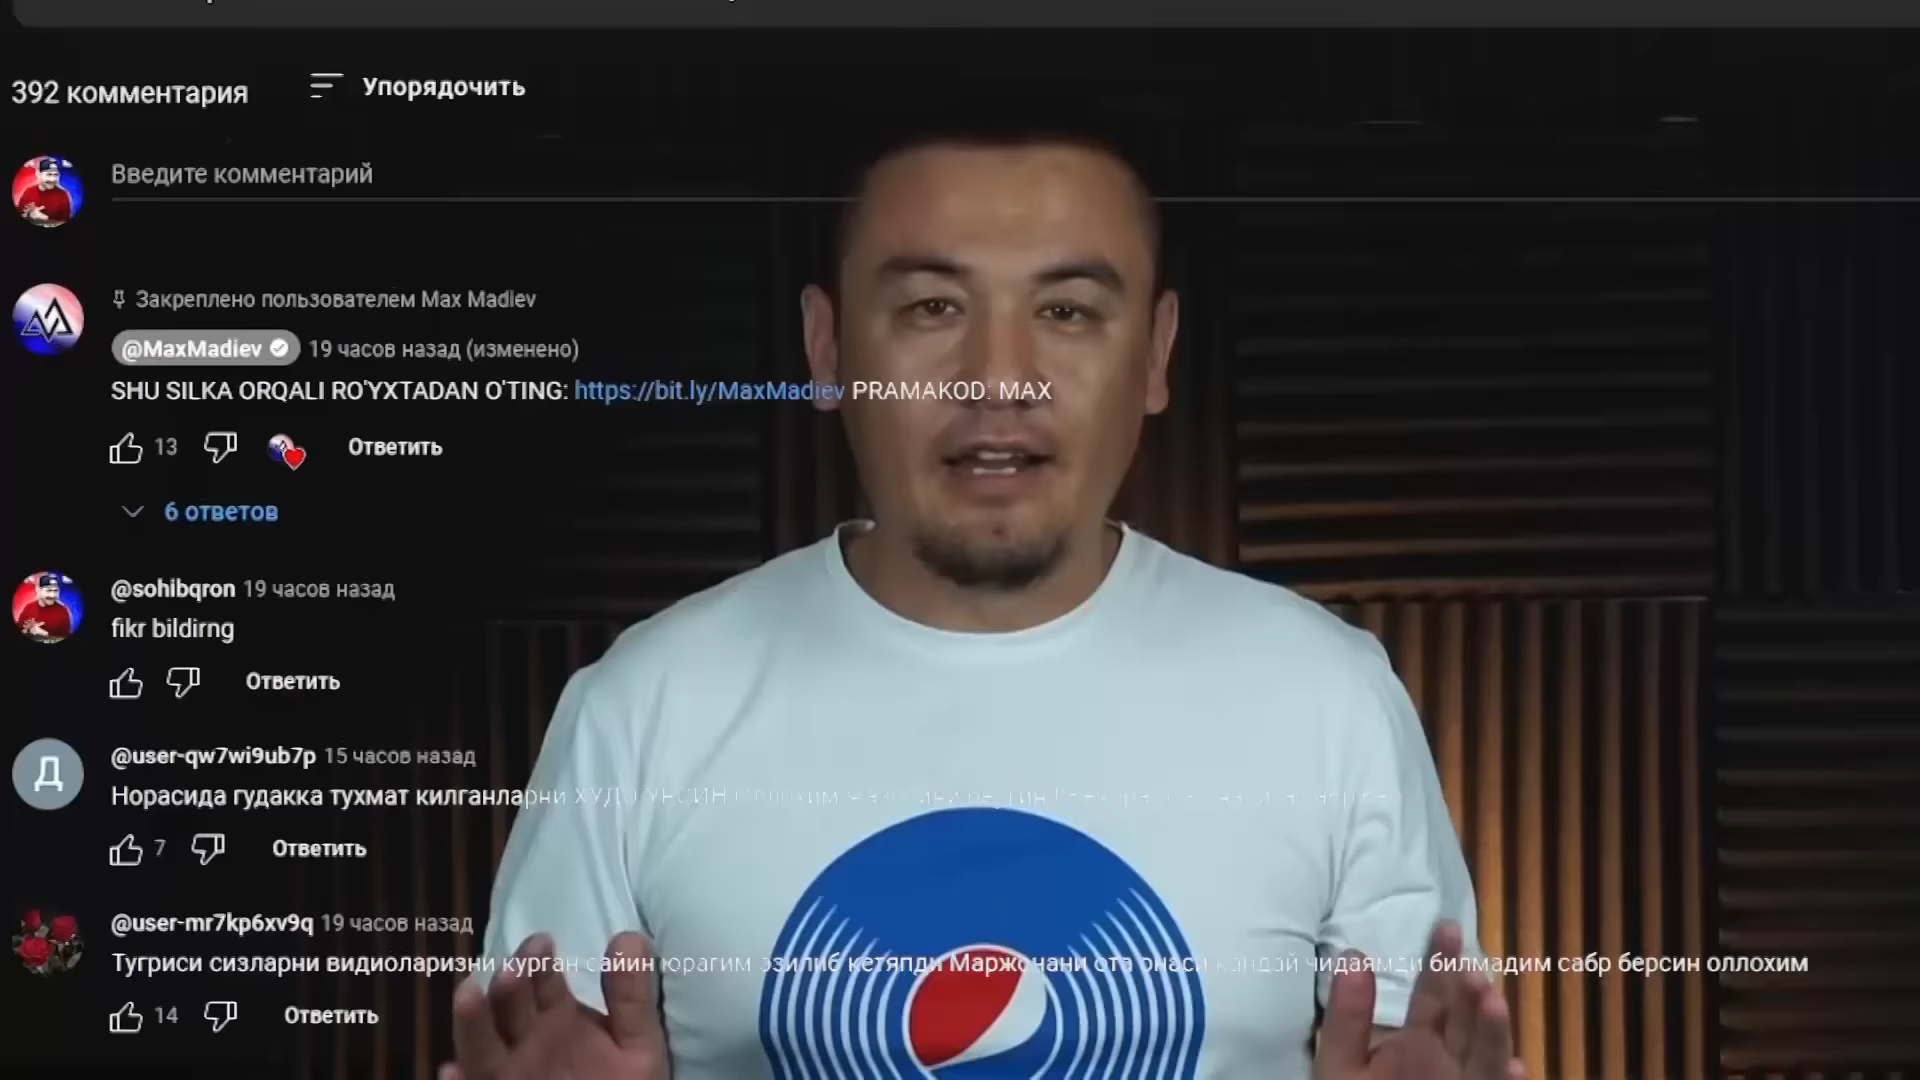 392 комментария
Упорядочить
Введите комментарий
Закреплено пользователем Max Madiev
@MaxMadiev 19 часов назад (изменено)
SHU SILKA ORQALI RO'YXTADAN O'TING: https://bit.ly/MaxMadiev PRAMAKOD: MAX
13 Ответить
6 ответов
@sohibqron 19 часов назад
fikr bildirng
Ответить
Д
@user-qw7wi9ub7p 15 часов назад
Норасида гудакка тухмат килганларни ХУДО УРСИН
7 Ответить
@user-mr7kp6xv9q 19 часов назад
Тугриси сизларни видиоларизни курган сайин юрагим эзилиб кетяпди Маржонани ота онаси кандай чидаямди билмадим сабр берсин оллохим
14 Ответить